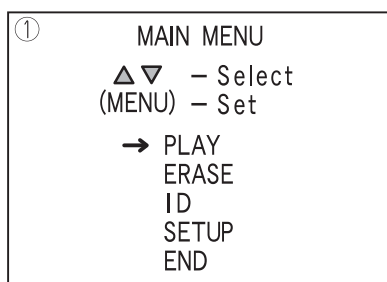 ①
MAIN MENU
△▽ – Select
(MENU) – Set
→ PLAY
ERASE
ID
SETUP
END